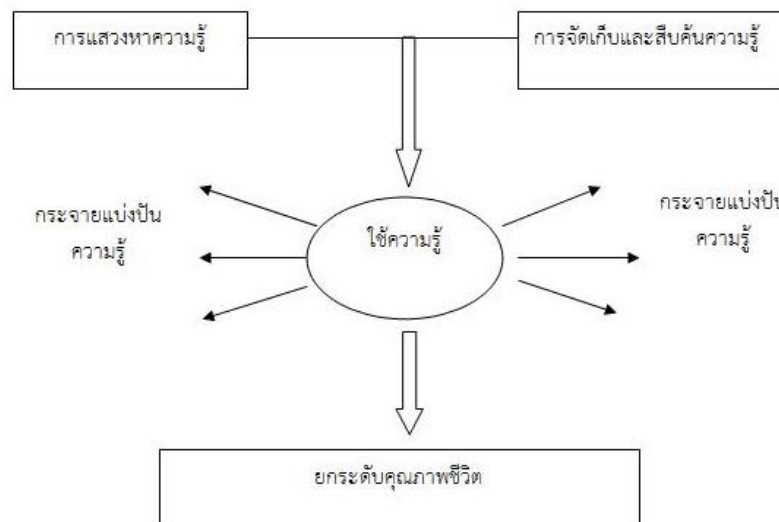 การแสวงหาความรู้
การจัดเก็บและสืบค้นความรู้
กระจายแบ่งปัน
ความรู้
ใช้ความรู้
กระจายแบ่งปัน
ความรู้
ยกระดับคุณภาพชีวิต